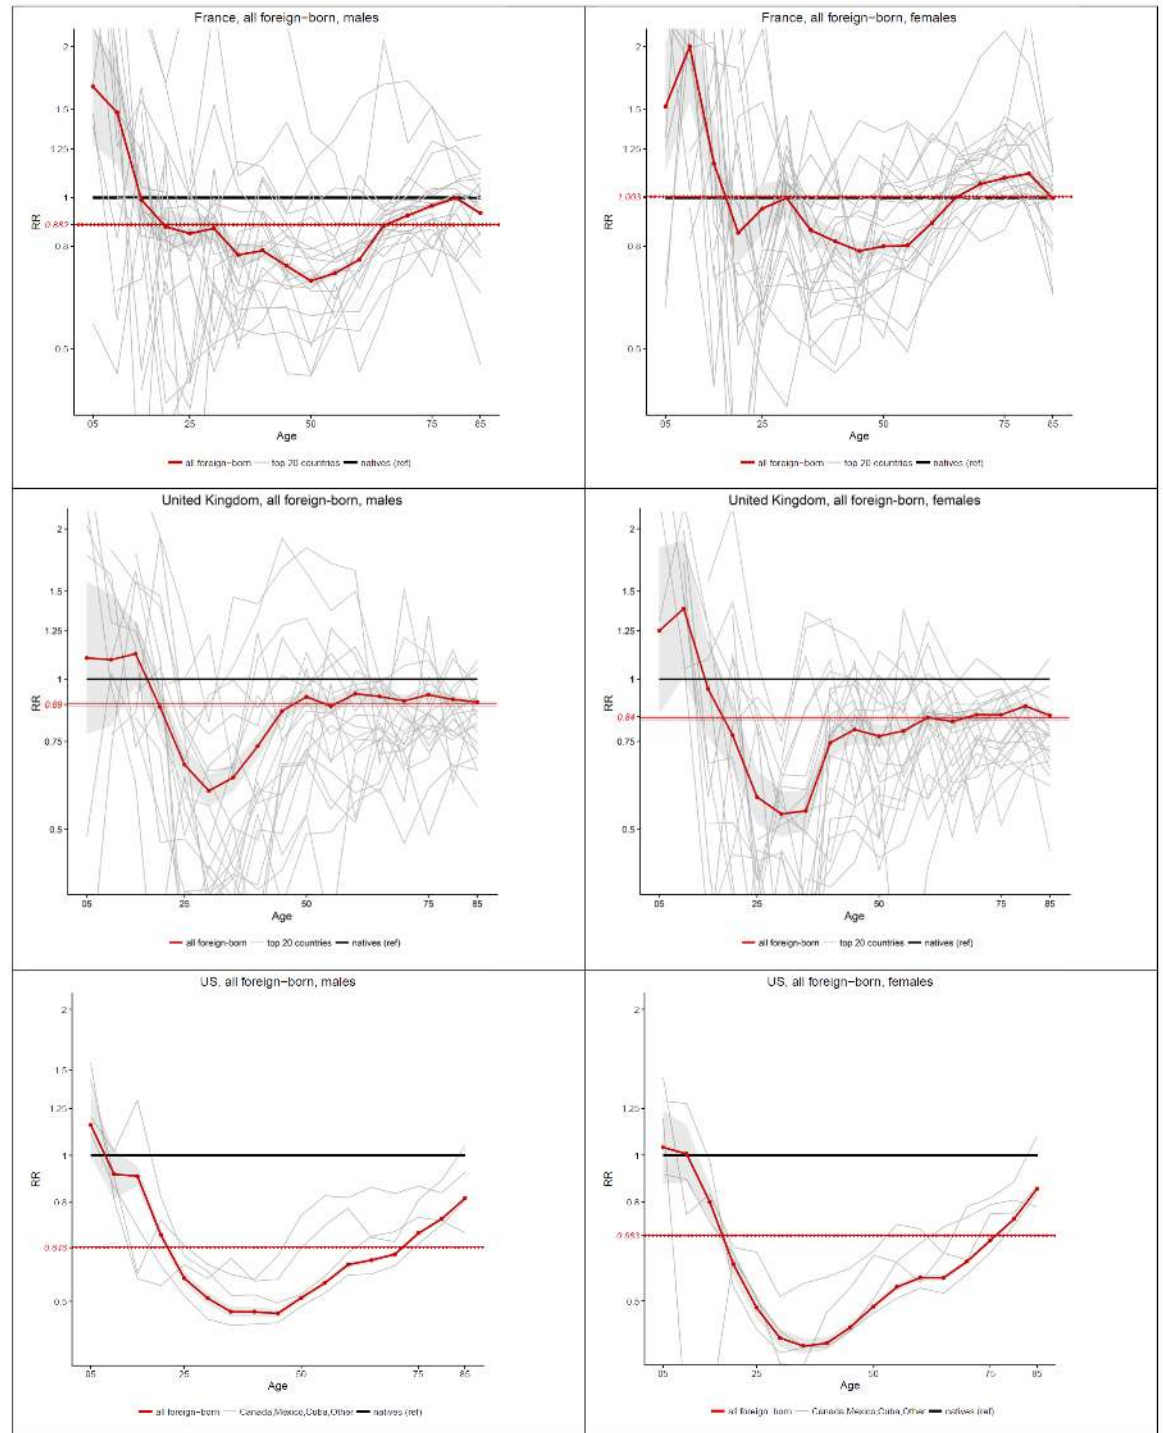 France, all foreign-born, males
2
1.5
1.25
1
0.882
0.8
0.5
RR
05 25 50 75 85
Age
all foreign-born top 20 countries natives (ref)
France, all foreign-born, females
2
1.5
1.25
1
1.003
0.8
0.5
RR
05 25 50 75 85
Age
all foreign-born top 20 countries natives (ref)
United Kingdom, all foreign-born, males
2
1.5
1.25
1
0.89
0.75
0.5
RR
05 25 50 75 85
Age
all foreign-born top 20 countries natives (ref)
United Kingdom, all foreign-born, females
2
1.5
1.25
1
0.84
0.75
0.5
RR
05 25 50 75 85
Age
all foreign-born top 20 countries natives (ref)
US, all foreign-born, males
2
1.5
1.25
1
0.8
0.5
RR
05 25 50 75 85
Age
all foreign-born Canada,Mexico,Cuba,Other natives (ref)
US, all foreign-born, females
2
1.25
1
0.8
0.683
0.5
RR
05 25 50 75 85
Age
all foreign-born Canada,Mexico,Cuba,Other natives (ref)